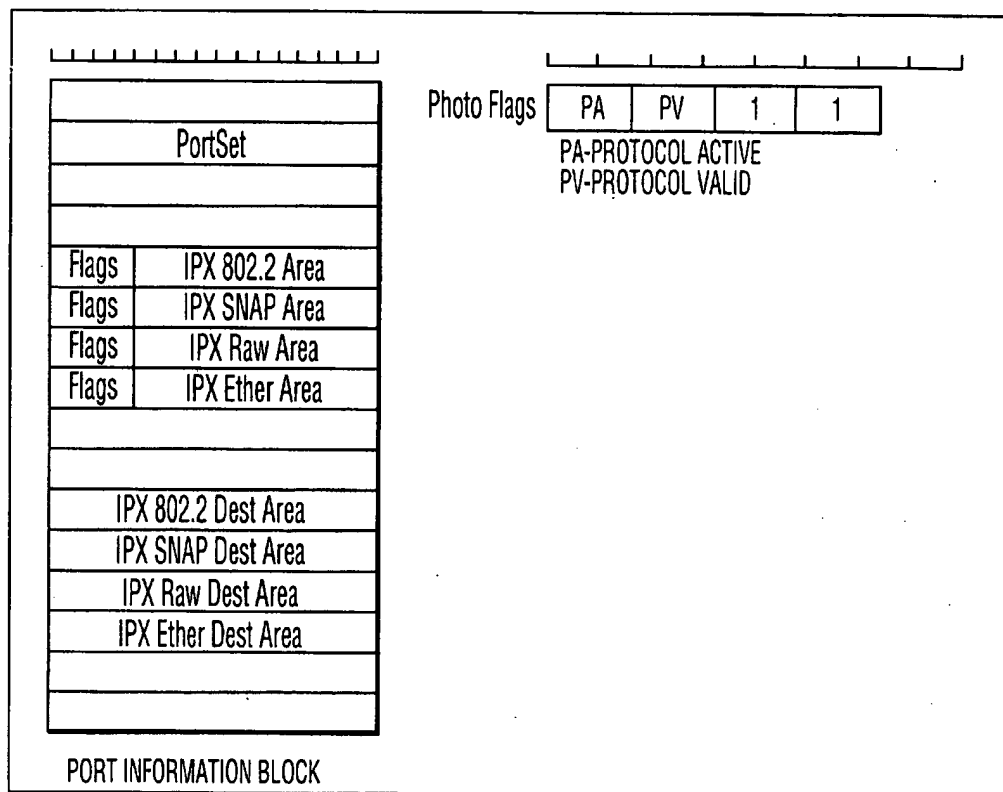 PortSet
Flags IPX 802.2 Area
Flags IPX SNAP Area
Flags IPX Raw Area
Flags IPX Ether Area
IPX 802.2 Dest Area
IPX SNAP Dest Area
IPX Raw Dest Area
IPX Ether Dest Area
PORT INFORMATION BLOCK
Photo Flags PA PV 1 1
PA-PROTOCOL ACTIVE
PV-PROTOCOL VALID